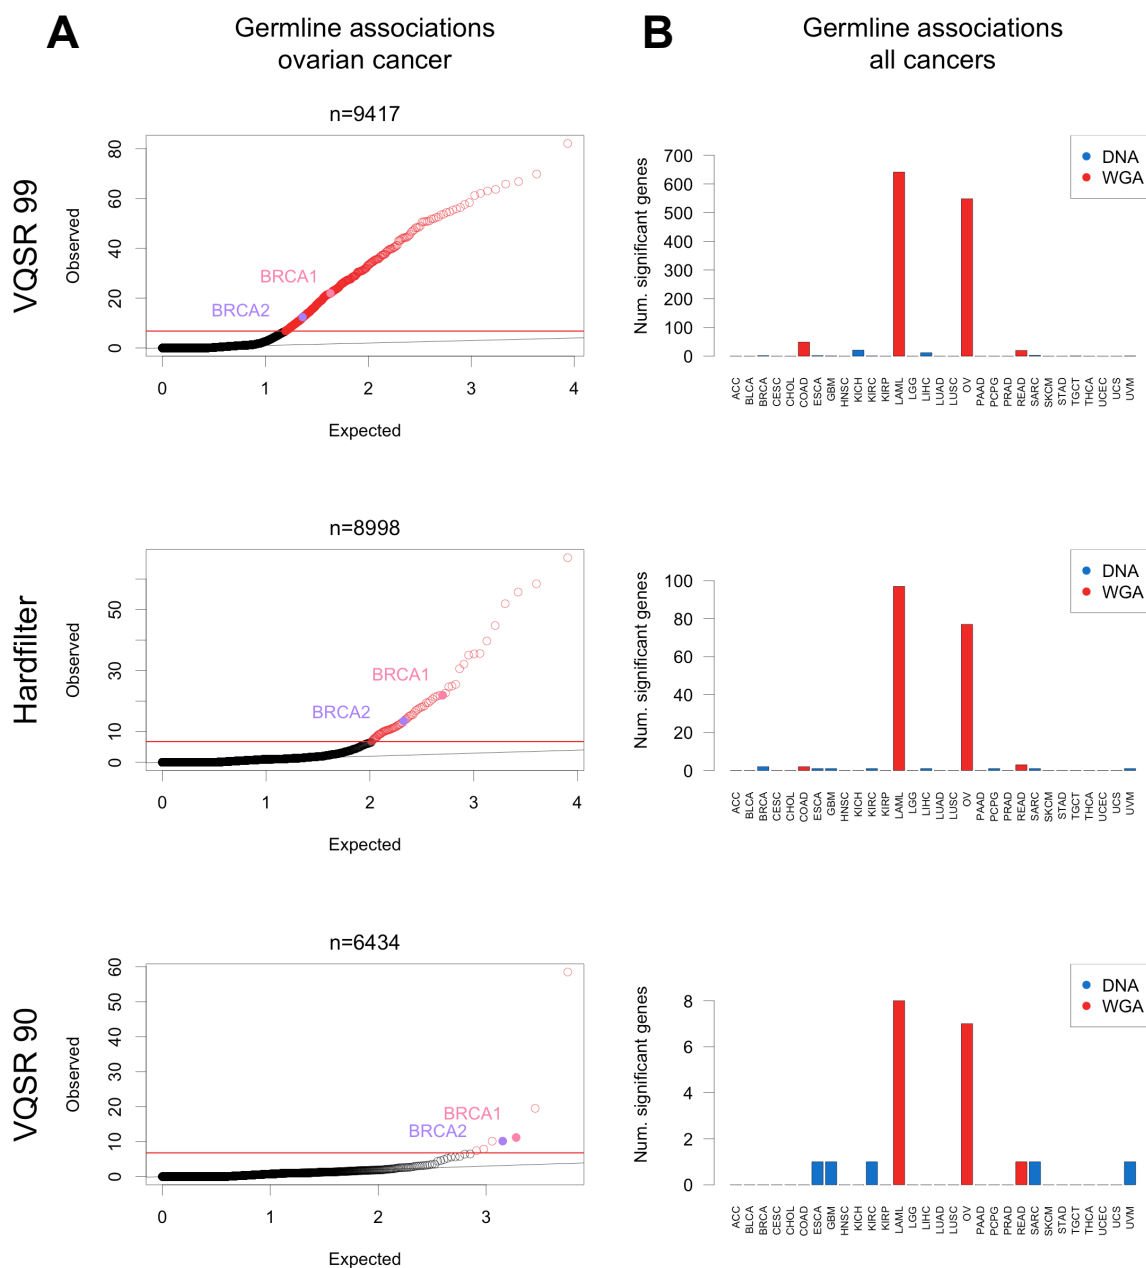 A
Germline associations
ovarian cancer
B
Germline associations
all cancers
VQSR 99
n=9417
Observed
0 20 40 60 80
BRCA1
BRCA2
0 1 2 3 4
Expected
Num. significant genes
700
600
500
400
300
200
100
0
DNA
WGA
ACC BLCA BRCA CESC CHOL COAD ESCA GBM HNSC KICH KIRC KIRP LAML LGG LIHC LUAD LUSC OV PAAD PCPG PRAD READ SARC SKCM STAD TGCT THCA UCEC UCS UVM
Hardfilter
n=8998
Observed
0 10 30 50
BRCA1
BRCA2
0 1 2 3 4
Expected
Num. significant genes
100
80
60
40
20
0
DNA
WGA
ACC BLCA BRCA CESC CHOL COAD ESCA GBM HNSC KICH KIRC KIRP LAML LGG LIHC LUAD LUSC OV PAAD PCPG PRAD READ SARC SKCM STAD TGCT THCA UCEC UCS UVM
VQSR 90
n=6434
Observed
0 10 20 30 40 50 60
BRCA1
BRCA2
0 1 2 3
Expected
Num. significant genes
8
6
4
2
0
DNA
WGA
ACC BLCA BRCA CESC CHOL COAD ESCA GBM HNSC KICH KIRC KIRP LAML LGG LIHC LUAD LUSC OV PAAD PCPG PRAD READ SARC SKCM STAD TGCT THCA UCEC UCS UVM